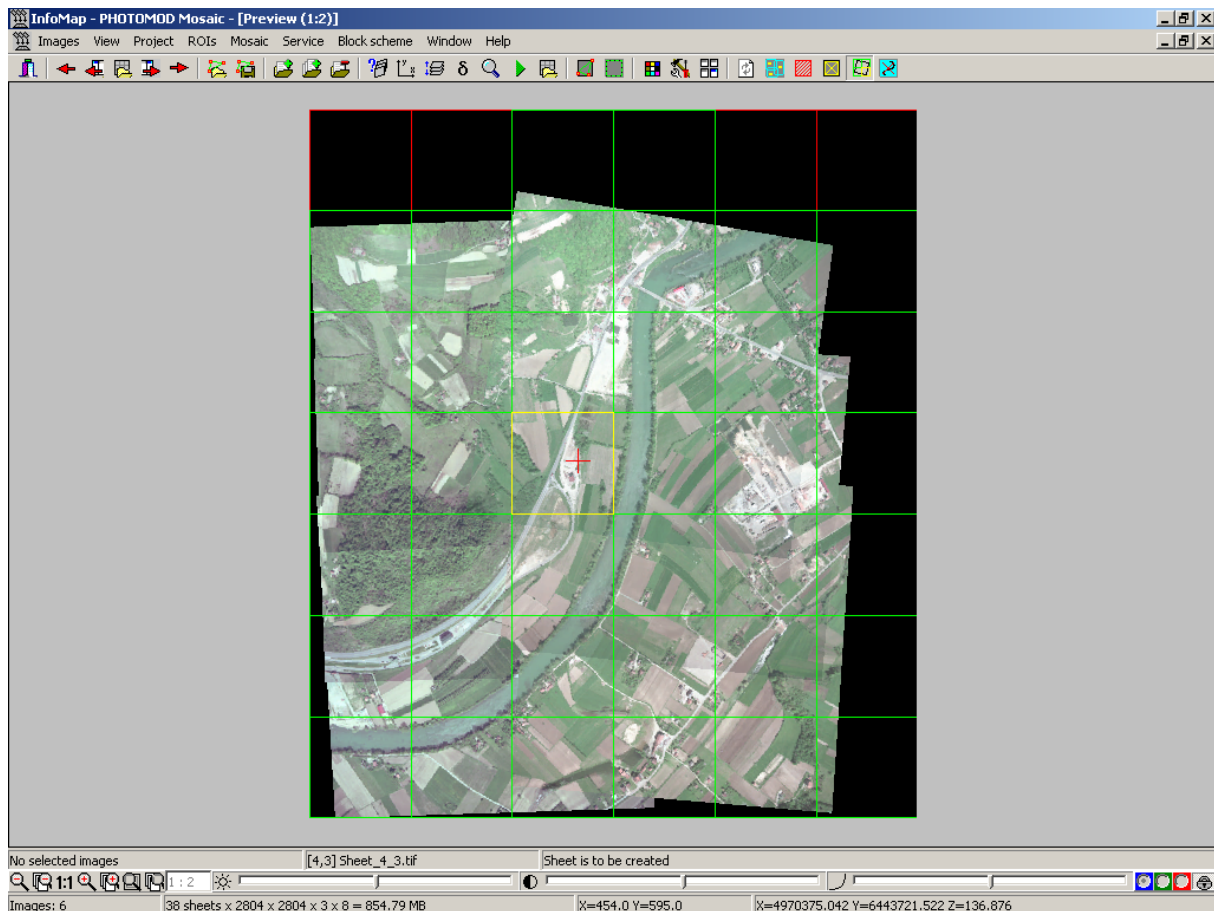 InfoMap - PHOTOMOD Mosaic - [Preview (1:2)]
Images View Project ROIs Mosaic Service Block scheme Window Help
No selected images [4,3] Sheet_4_3.tif Sheet is to be created
1:1 1 : 2
Images: 6 38 sheets x 2804 x 2804 x 3 x 8 = 854.79 MB X=454.0 Y=595.0 X=4970375.042 Y=6443721.522 Z=136.876